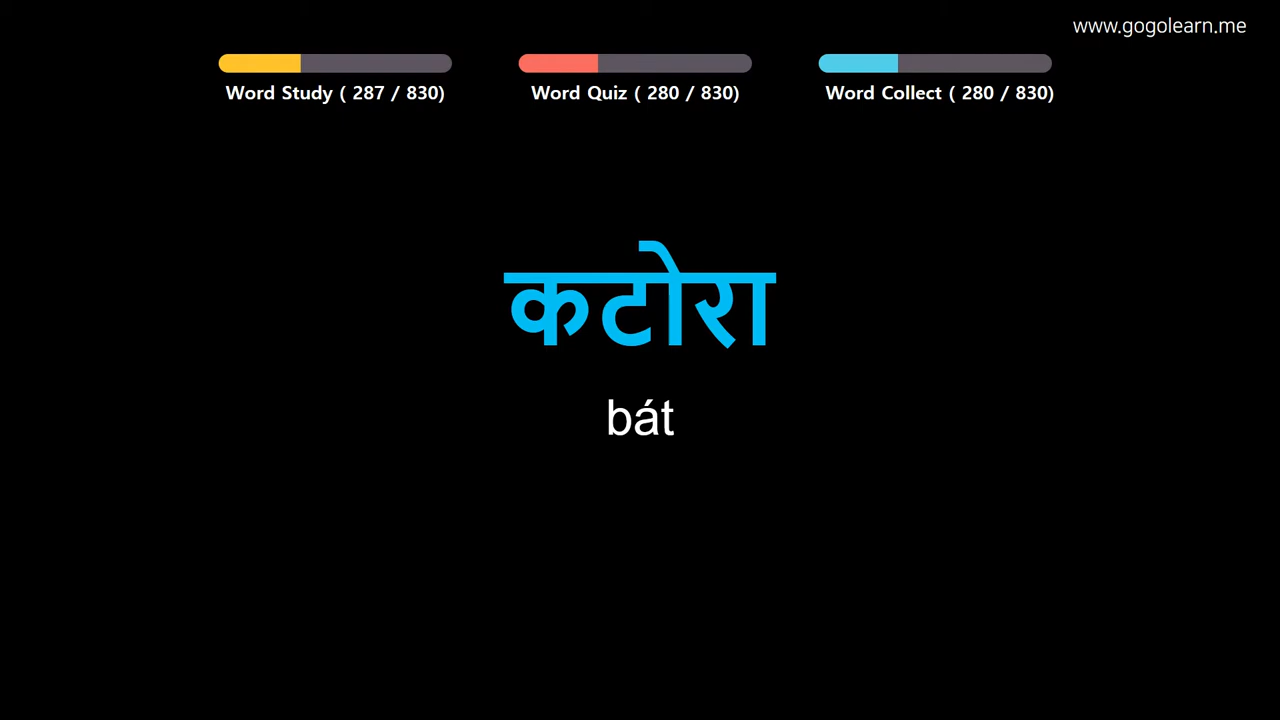 www.gogolearn.me
Word Study ( 287 / 830)
Word Quiz ( 280 / 830)
Word Collect ( 280 / 830)
कटोरा
bát